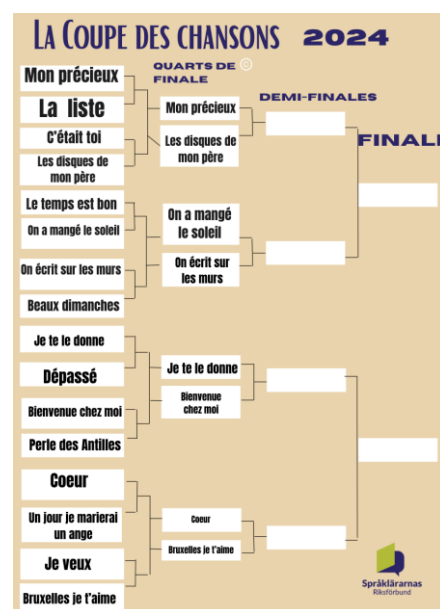 LA COUPE DES CHANSONS 2024
QUARTS DE ©
FINALE
DEMI-FINALES
FINAL
Mon précieux
La liste
C'était toi
Les disques de
mon père
Le temps est bon
On a mangé le soleil
On écrit sur les murs
Beaux dimanches
Je te le donne
Dépassé
Bienvenue chez moi
Perle des Antilles
Coeur
Un jour je marierai
un ange
Je veux
Bruxelles je t'aime
Mon précieux
Les disques de
mon père
On a mangé
le soleil
On écrit sur
les murs
Je te le donne
Bienvenue
chez moi
Coeur
Bruxelles je t'aime
Språklärarnas
Riksförbund